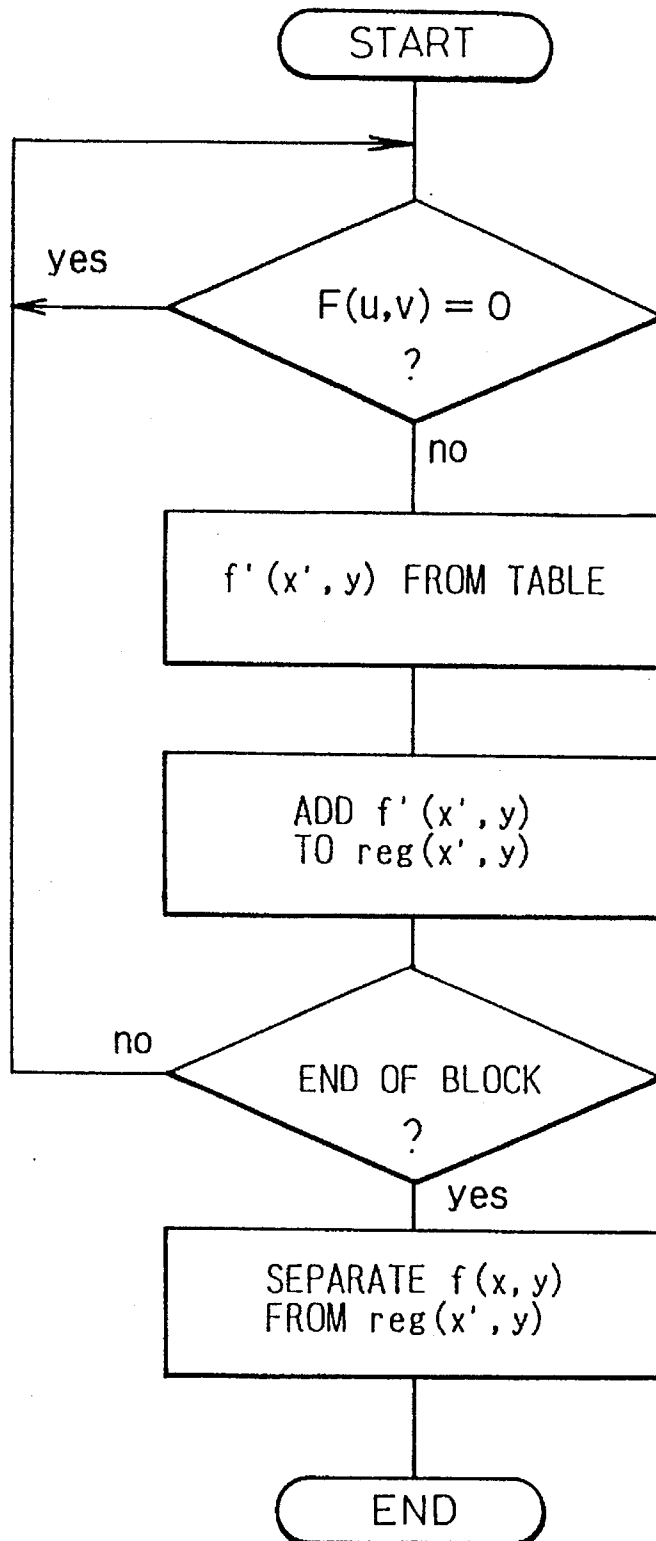 START
yes
F(u,v) = 0
?
no
f'(x',y) FROM TABLE
ADD f'(x',y)
TO reg(x',y)
no
END OF BLOCK
?
yes
SEPARATE f(x,y)
FROM reg(x',y)
END